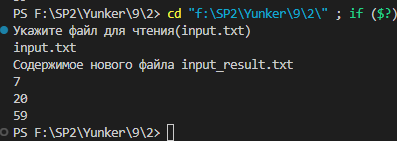 PS F:\SP2\Yunker\9\2> cd "f:\SP2\Yunker\9\2\" ; if ($?)
Укажите файл для чтения(input.txt)
input.txt
Содержимое нового файла input_result.txt
7
20
59
PS F:\SP2\Yunker\9\2>